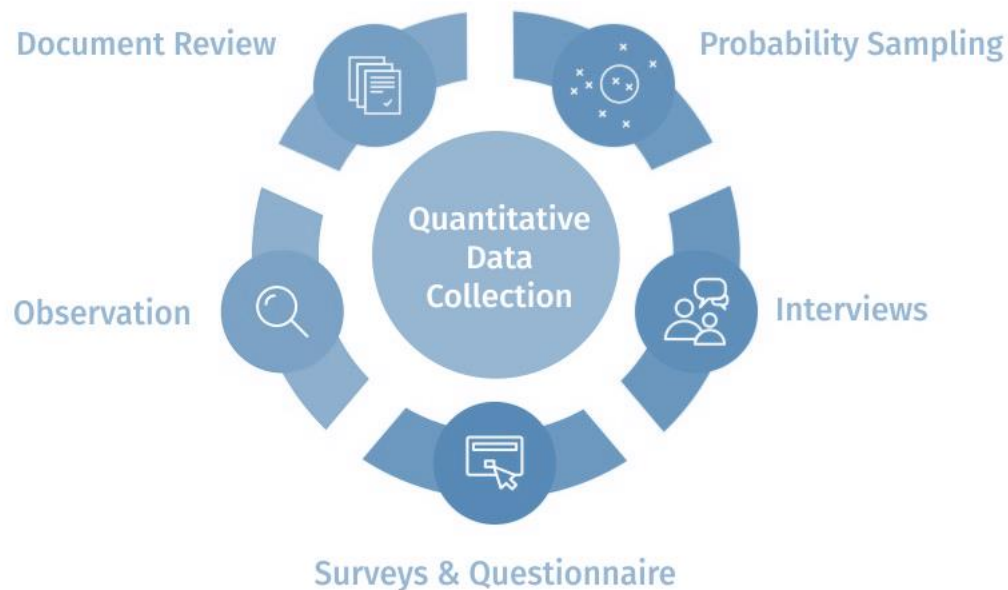 Document Review
Probability Sampling
Quantitative
Data
Collection
Observation
Interviews
Surveys & Questionnaire